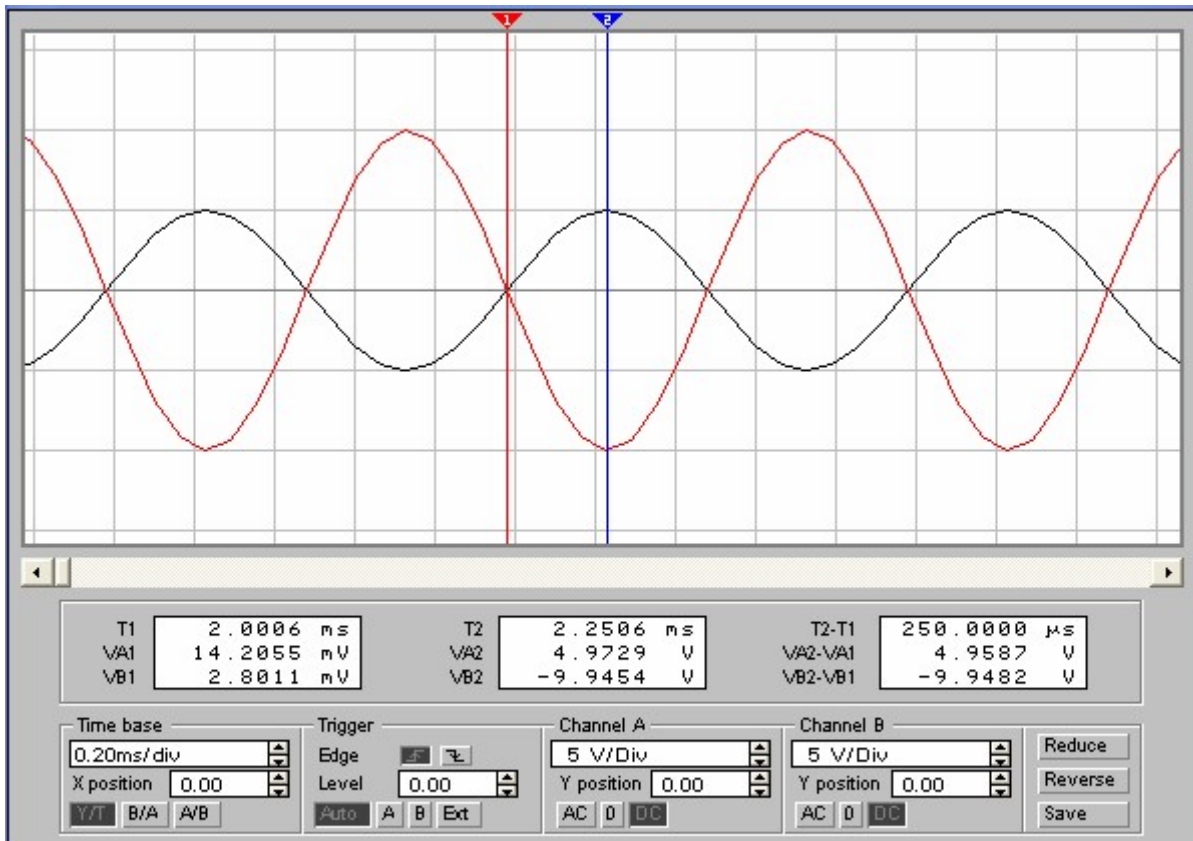 1 2
T1 2.0006 ms T2 2.2506 ms T2-T1 250.0000 µs
VA1 14.2055 mV VA2 4.9729 V VA2-VA1 4.9587 V
VB1 2.8011 mV VB2 -9.9454 V VB2-VB1 -9.9482 V
Time base Trigger Channel A Channel B
0.20ms/div Edge 5 V/Div 5 V/Div Reduce
X position 0.00 Level 0.00 Y position 0.00 Y position 0.00 Reverse
Y/T B/A A/B Auto A B Ext AC 0 DC AC 0 DC Save